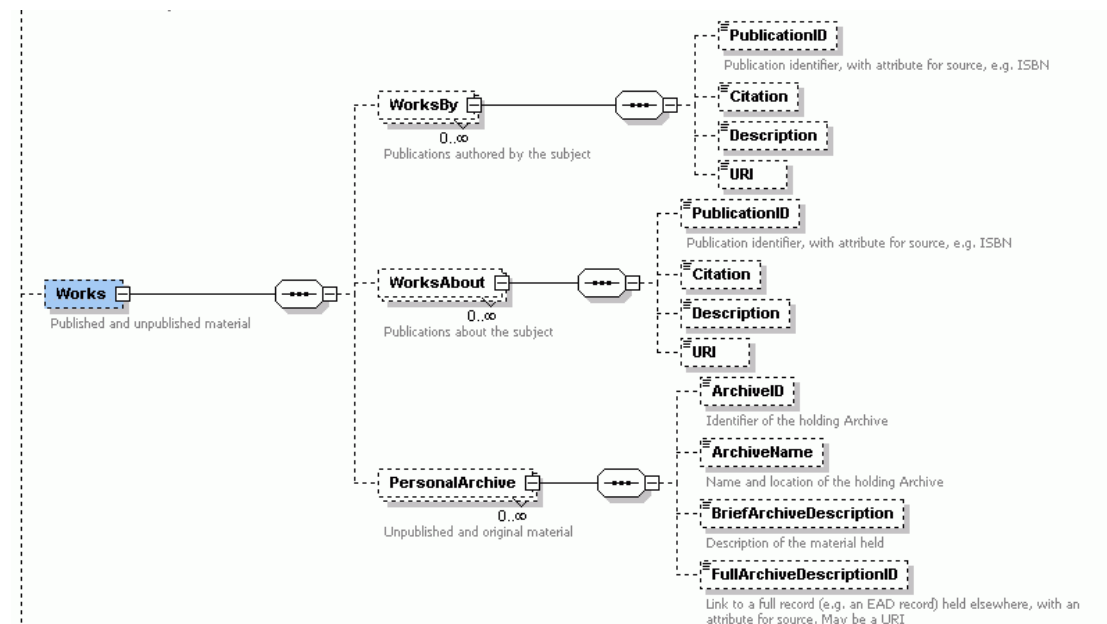 PublicationID
Publication identifier, with attribute for source, e.g. ISBN
WorksBy
0..∞
Publications authored by the subject
Citation
Description
URI
PublicationID
Publication identifier, with attribute for source, e.g. ISBN
Works
Published and unpublished material
WorksAbout
0..∞
Publications about the subject
Citation
Description
URI
ArchiveID
Identifier of the holding Archive
ArchiveName
Name and location of the holding Archive
PersonalArchive
0..∞
Unpublished and original material
BriefArchiveDescription
Description of the material held
FullArchiveDescriptionID
Link to a full record (e.g. an EAD record) held elsewhere, with an
attribute for source. May be a URI